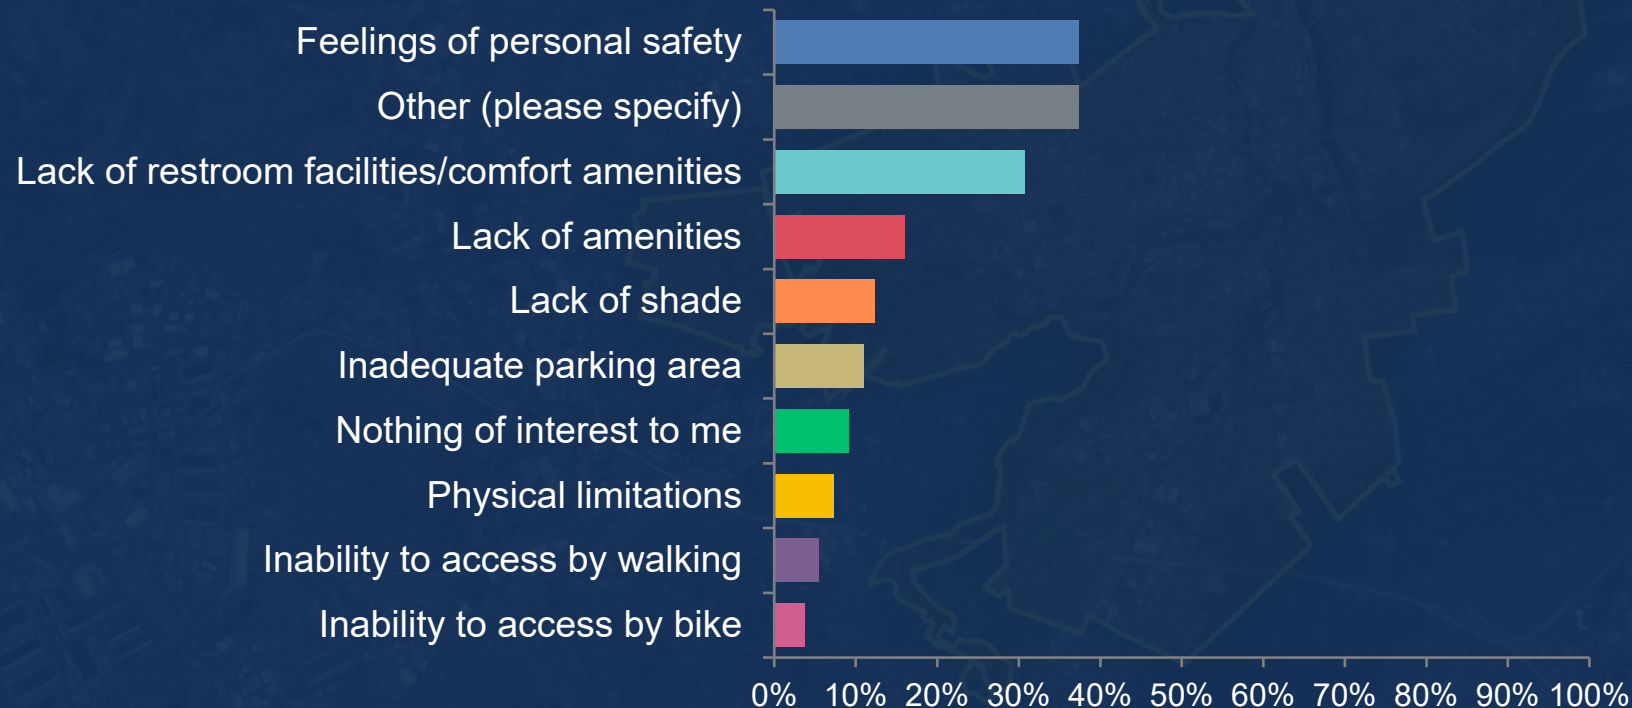 Feelings of personal safety
Other (please specify)
Lack of restroom facilities/comfort amenities
Lack of amenities
Lack of shade
Inadequate parking area
Nothing of interest to me
Physical limitations
Inability to access by walking
Inability to access by bike
0% 10% 20% 30% 40% 50% 60% 70% 80% 90% 100%